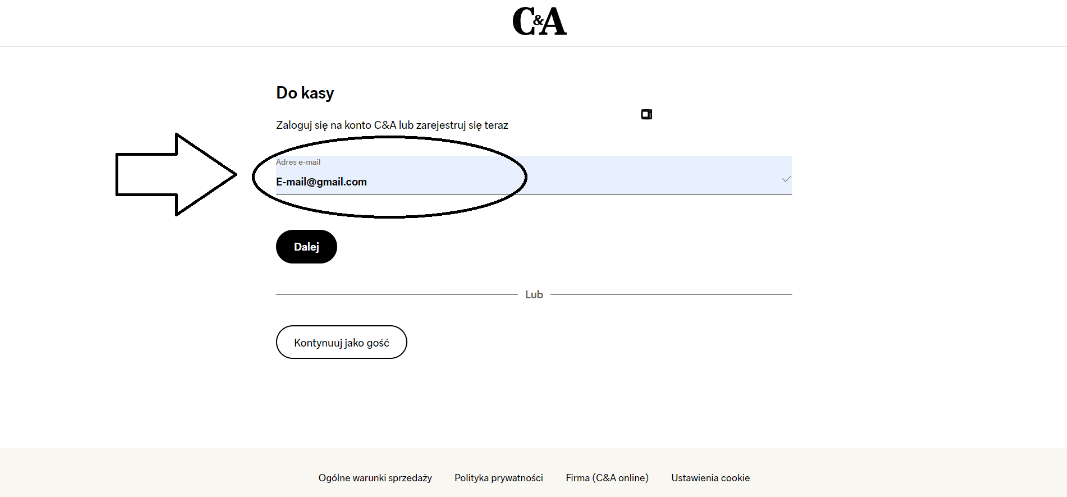 C&A
Do kasy
Zaloguj się na konto C&A lub zarejestruj się teraz
Adres e-mail
E-mail@gmail.com
Dalej
Lub
Kontynuuj jako gość
Ogólne warunki sprzedaży Polityka prywatności Firma (C&A online) Ustawienia cookie